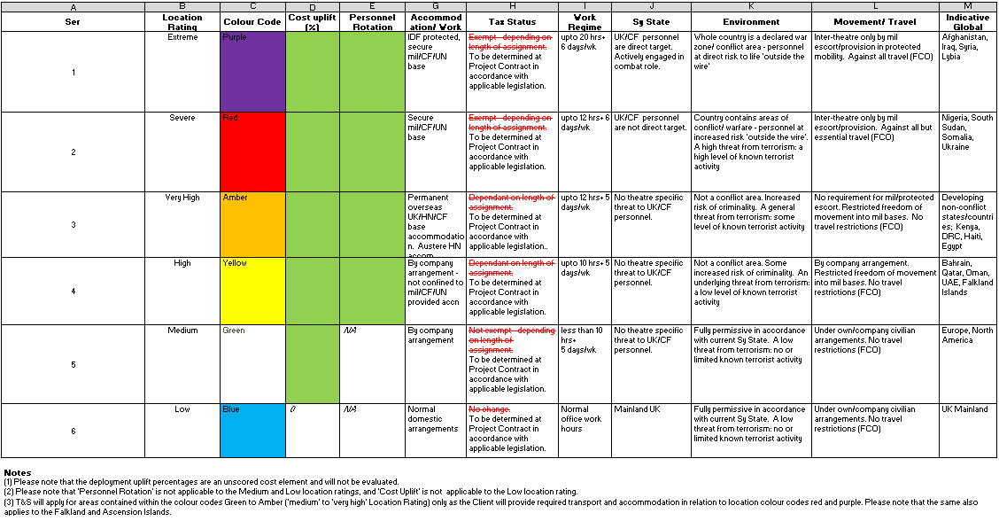 A B C D E F G H I J K L M
Ser Location Rating Colour Code Cost uplift (%) Personnel Rotation Accommod ation/ Work Tax Status Work Regime Sy State Environment Movement/ Travel Indicative Global
1
Extreme
Purple
IDF protected,
secure
mil/CF/UN
base
Exempt - depending on
length of assignment.
To be determined at
Project Contract in
accordance with
applicable legislation.
upto 20 hrs+
6 days/wk
UK/CF personnel
are direct target.
Actively engaged in
combat role.
Whole country is a declared war
zone/ conflict area - personnel
at direct risk to life 'outside the
wire'
Inter-theatre only by mil
escort/provision in protected
mobility. Against all travel (FCO)
Afghanistan,
Iraq, Syria,
Lybia
2
Severe
Red
Secure
mil/CF/UN
base
Exempt - depending on
length of assignment.
To be determined at
Project Contract in
accordance with
applicable legislation.
upto 12 hrs+ 6
days/wk
UK/CF personnel
are not direct target.
Country contains areas of
conflict/ warfare - personnel at
increased risk 'outside the wire'.
A high threat from terrorism: a
high level of known terrorist
activity
Inter-theatre only by mil
escort/provision. Against all but
essential travel (FCO)
Nigeria, South
Sudan,
Somalia,
Ukraine
3
Very High
Amber
Permanent
overseas
UK/HN/CF
base
accommodatio
n. Austere HN
accom
Dependant on length of
assignment.
To be determined at
Project Contract in
accordance with
applicable legislation..
upto 12 hrs+ 5
days/wk
No theatre specific
threat to UK/CF
personnel.
Not a conflict area. Increased
risk of criminality. A general
threat from terrorism: some
level of known terrorist activity
No requirement for mil/protected
escort. Restricted freedom of
movement into mil bases. No
travel restrictions (FCO)
Developing
non-conflict
states/countri
es; Kenya,
DRC, Haiti,
Egypt
4
High
Yellow
By company
arrangement -
not confined to
mil/CF/UN
provided accn
Dependant on length of
assignment.
To be determined at
Project Contract in
accordance with
applicable legislation.
upto 10 hrs+ 5
days/wk
No theatre specific
threat to UK/CF
personnel.
Not a conflict area. Some
increased risk of criminality. An
underlying threat from terrorism:
a low level of known terrorist
activity
By company arrangement.
Restricted freedom of movement
into mil bases. No travel
restrictions (FCO)
Bahrain,
Qatar, Oman,
UAE, Falkland
Islands
5
Medium
Green
N/A
By company
arrangement
Not exempt - depending
on length of
assignment.
To be determined at
Project Contract in
accordance with
applicable legislation.
less than 10
hrs+
5 days/wk
No theatre specific
threat to UK/CF
personnel.
Fully permissive in accordance
with current Sy State. A low
threat from terrorism: no or
limited known terrorist activity
Under own/company civilian
arrangements. No travel
restrictions (FCO)
Europe, North
America
6
Low
Blue
0
N/A
Normal
domestic
arrangements
No change.
To be determined at
Project Contract in
accordance with
applicable legislation.
Normal
office work
hours
Mainland UK
Fully permissive in accordance
with current Sy State. A low
threat from terrorism: no or
limited known terrorist activity
Under own/company civilian
arrangements. No travel
restrictions (FCO)
UK Mainland
Notes
(1) Please note that the deployment uplift percentages are an unscored cost element and will not be evaluated.
(2) Please note that 'Personnel Rotation' is not applicable to the Medium and Low location ratings, and 'Cost Uplift' is not applicable to the Low location rating.
(3) T&S will apply for areas contained within the colour codes Green to Amber ('medium' to 'very high' Location Rating) only as the Client will provide required transport and accommodation in relation to location colour codes red and purple. Please note that the same also
applies to the Falkland and Ascension Islands.